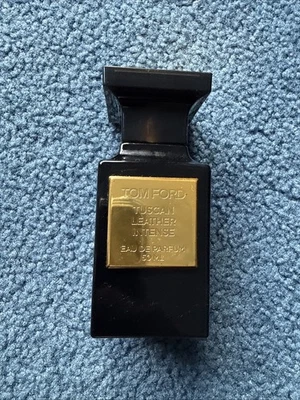 TOM FORD
TUSCAN
LEATHER
INTENSE
EAU DE PARFUM
50 ML